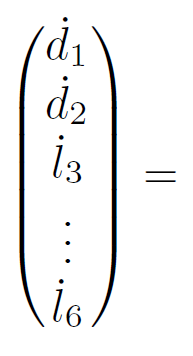 ḋ₁
ḋ₂
l̇₃
⋮
l̇₆
=